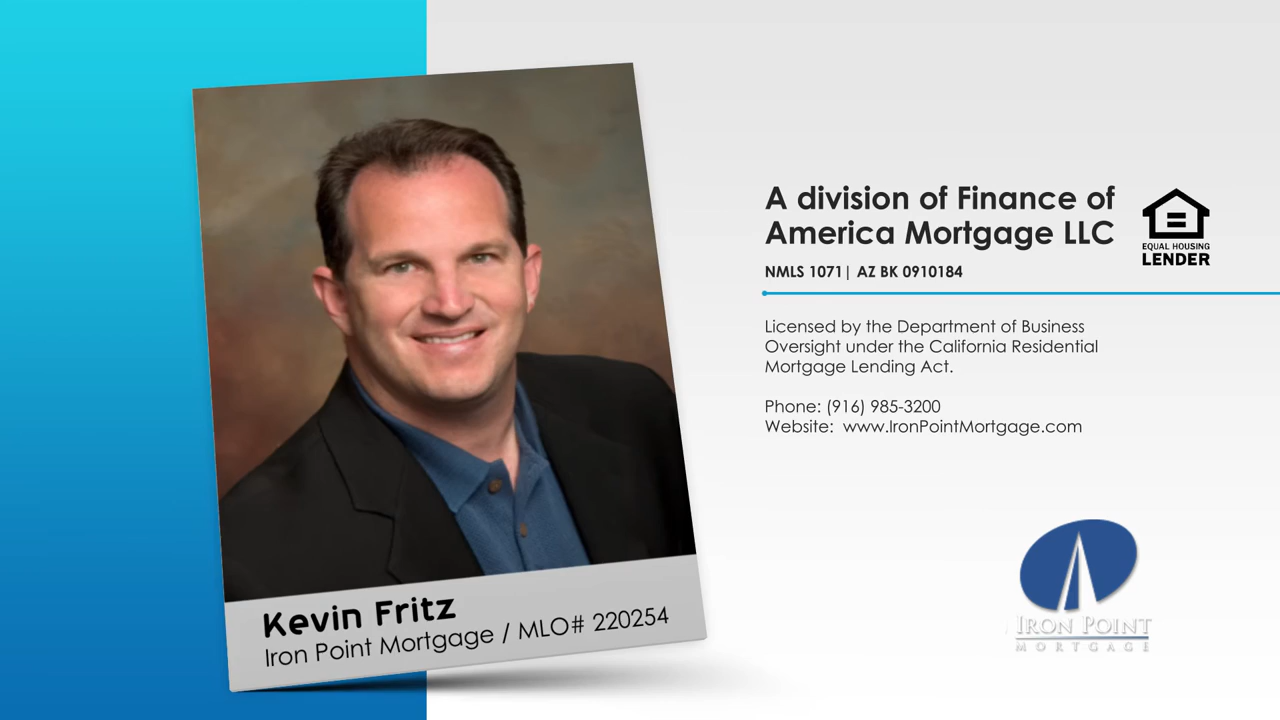 A division of Finance of
America Mortgage LLC
EQUAL HOUSING
LENDER
NMLS 1071| AZ BK 0910184
Licensed by the Department of Business
Oversight under the California Residential
Mortgage Lending Act.
Phone: (916) 985-3200
Website: www.IronPointMortgage.com
Kevin Fritz
Iron Point Mortgage / MLO# 220254
IRON POINT
MORTGAGE